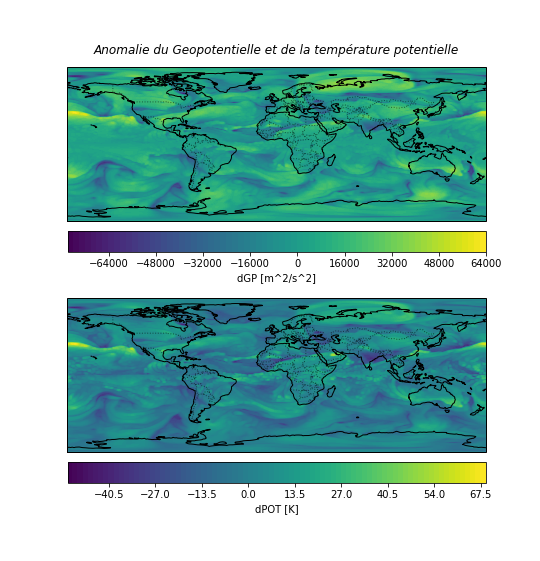 Anomalie du Geopotentielle et de la température potentielle
−64000 −48000 −32000 −16000 0 16000 32000 48000 64000
dGP [m^2/s^2]
−40.5 −27.0 −13.5 0.0 13.5 27.0 40.5 54.0 67.5
dPOT [K]